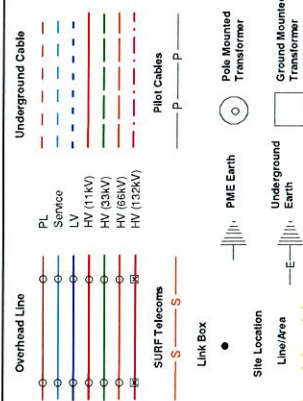 Overhead Line
Underground Cable
PL
Service
LV
HV (11kV)
HV (33kV)
HV (66kV)
HV (132kV)
SURF Telecoms
Pilot Cables
S S
P P
Link Box
PME Earth
Pole Mounted
Transformer
Site Location
Underground
Earth
Ground Mounted
Transformer
E
Line/Area